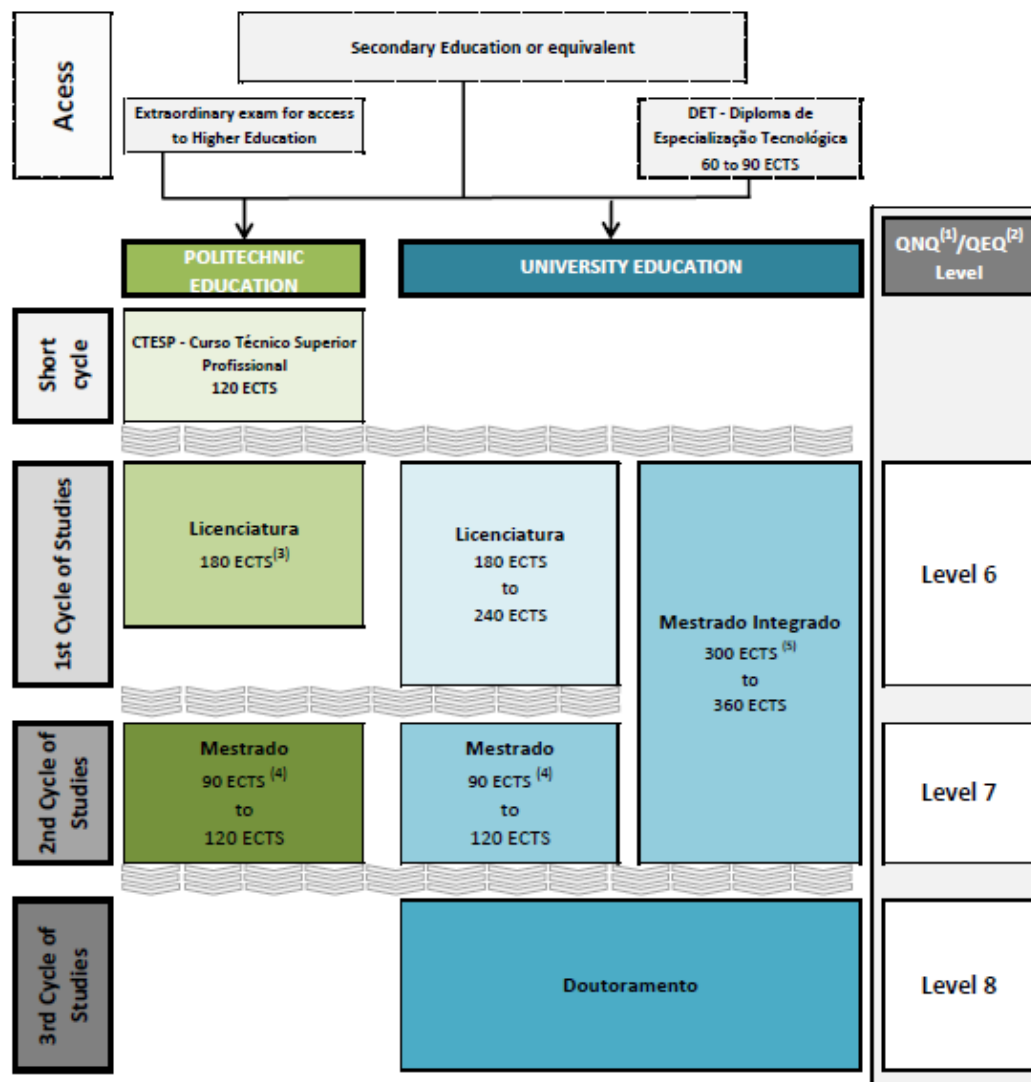 Acess
Secondary Education or equivalent
Extraordinary exam for access
to Higher Education
DET - Diploma de
Especialização Tecnológica
60 to 90 ECTS
POLITECHNIC
EDUCATION
UNIVERSITY EDUCATION
QNQ(1)/QEQ(2)
Level
Short
cycle
CTESP - Curso Técnico Superior
Profissional
120 ECTS
1st Cycle of Studies
Licenciatura
180 ECTS(3)
Licenciatura
180 ECTS
to
240 ECTS
Mestrado Integrado
300 ECTS (5)
to
360 ECTS
Level 6
2nd Cycle of
Studies
Mestrado
90 ECTS (4)
to
120 ECTS
Mestrado
90 ECTS (4)
to
120 ECTS
Level 7
3rd Cycle of
Studies
Doutoramento
Level 8